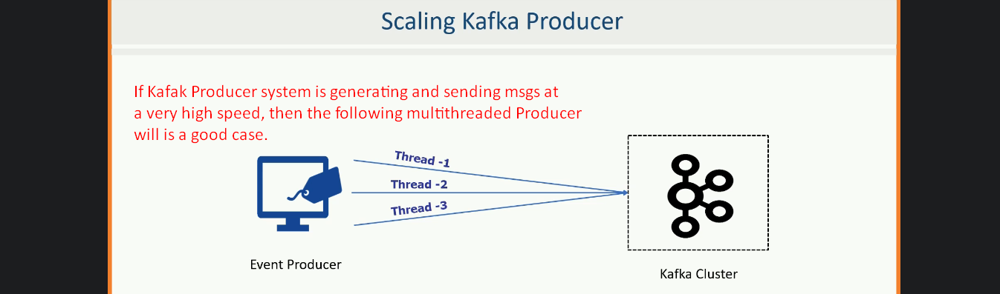 Scaling Kafka Producer
If Kafak Producer system is generating and sending msgs at
a very high speed, then the following multithreaded Producer
will is a good case.
Thread -1
Thread -2
Thread -3
Event Producer
Kafka Cluster